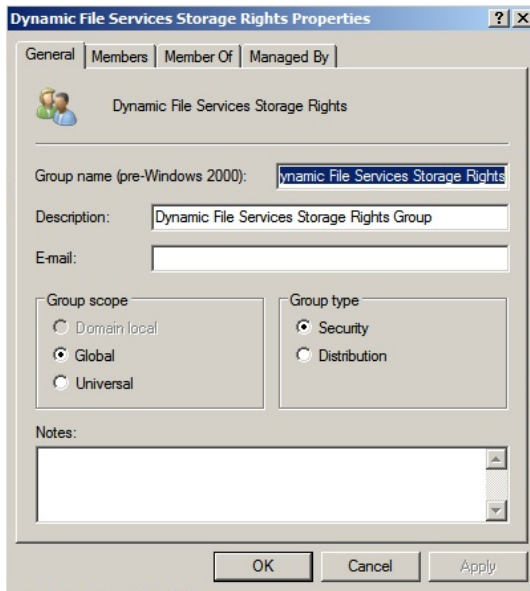 Dynamic File Services Storage Rights Properties
General Members Member Of Managed By
Dynamic File Services Storage Rights
Group name (pre-Windows 2000): ynamic File Services Storage Rights
Description: Dynamic File Services Storage Rights Group
E-mail:
Group scope
Domain local
Global
Universal
Group type
Security
Distribution
Notes:
OK Cancel Apply